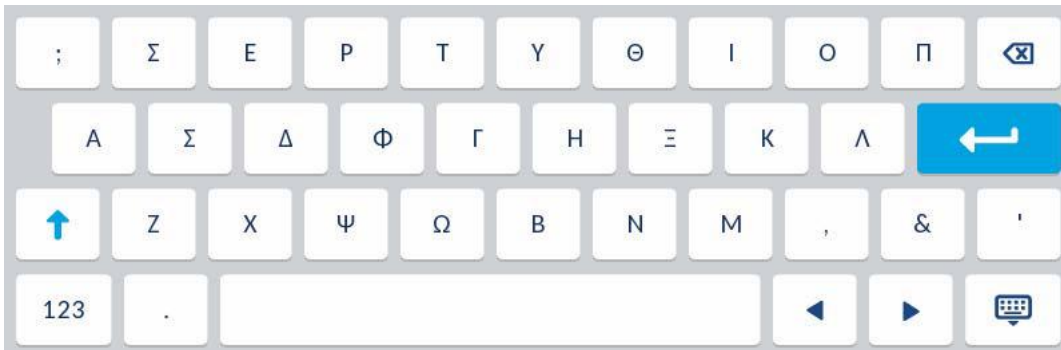 ; Σ Ε Ρ Τ Υ Θ Ι Ο Π
Α Σ Δ Φ Γ Η Ξ Κ Λ
Ζ Χ Ψ Ω Β Ν Μ , & '
123 .